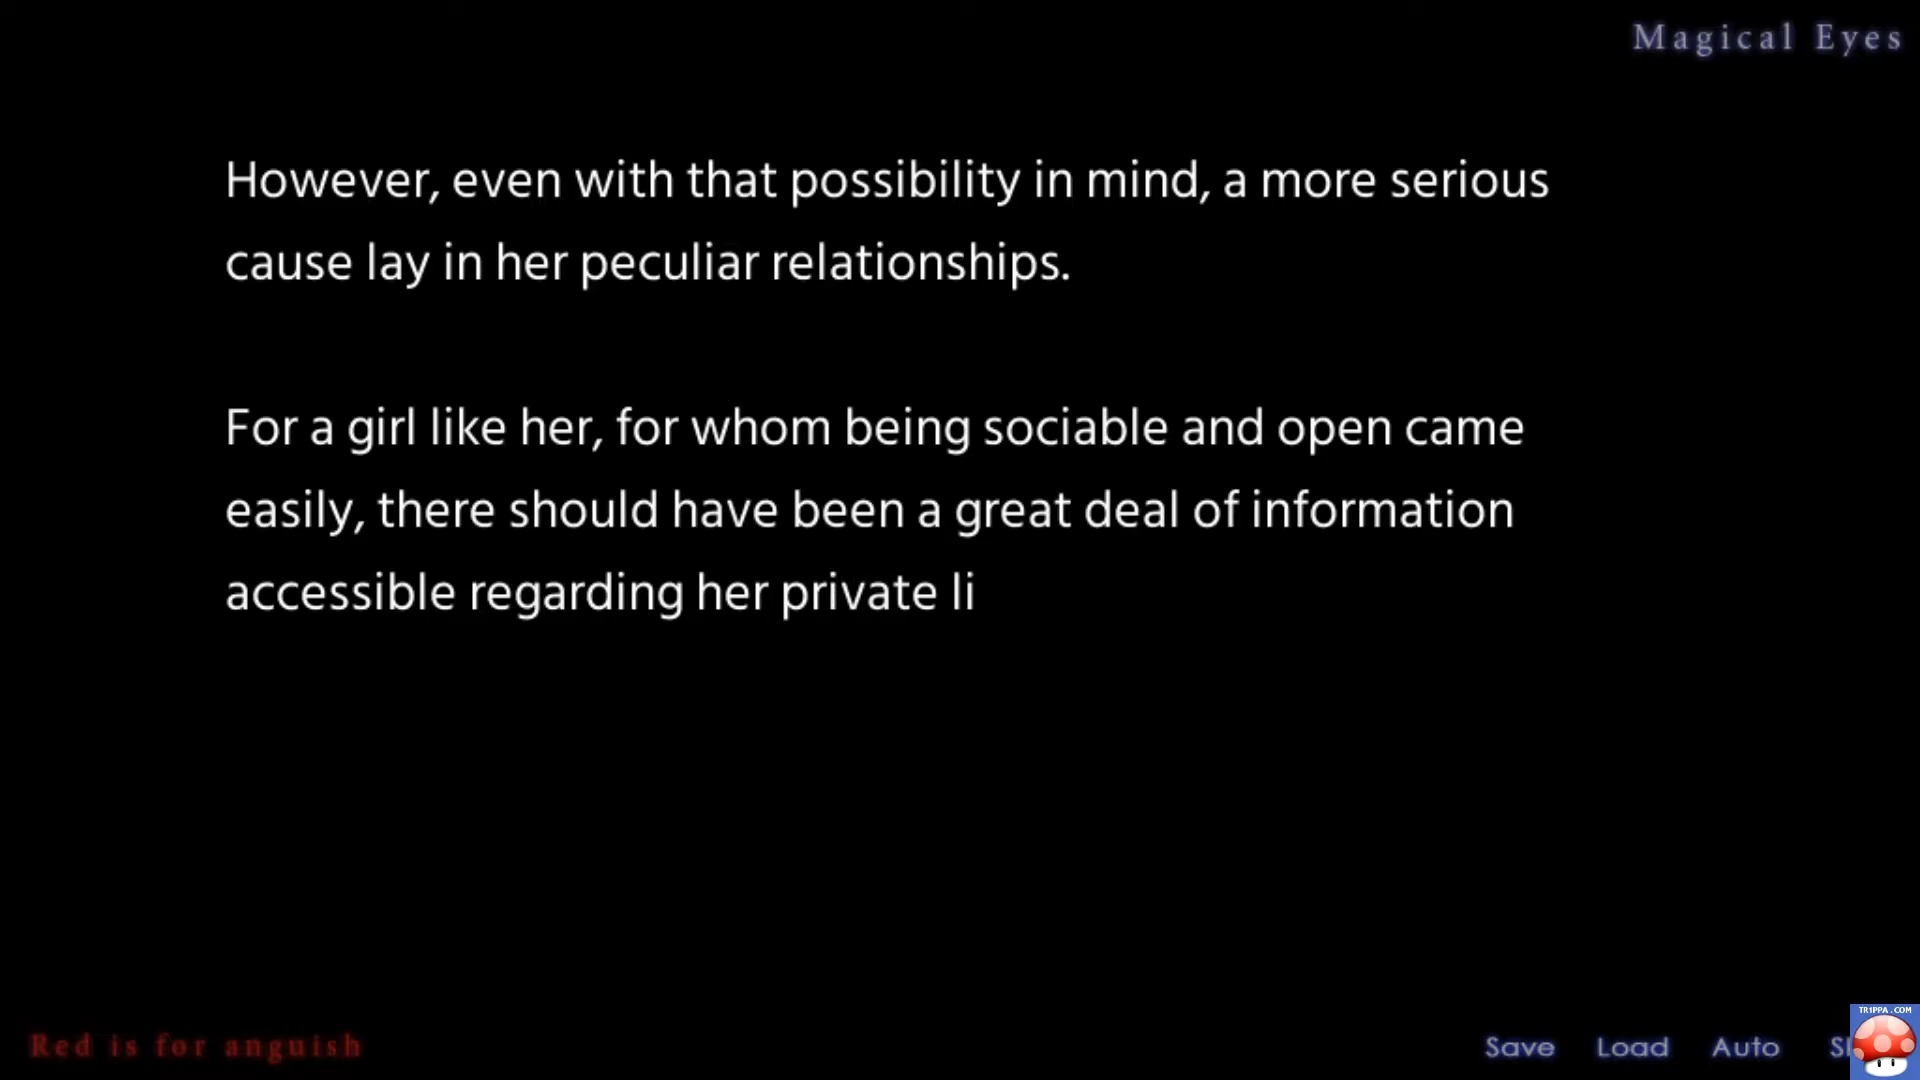 Magical Eyes
However, even with that possibility in mind, a more serious
cause lay in her peculiar relationships.
For a girl like her, for whom being sociable and open came
easily, there should have been a great deal of information
accessible regarding her private li
Red is for anguish
Save Load Auto
TR1PPA.COM